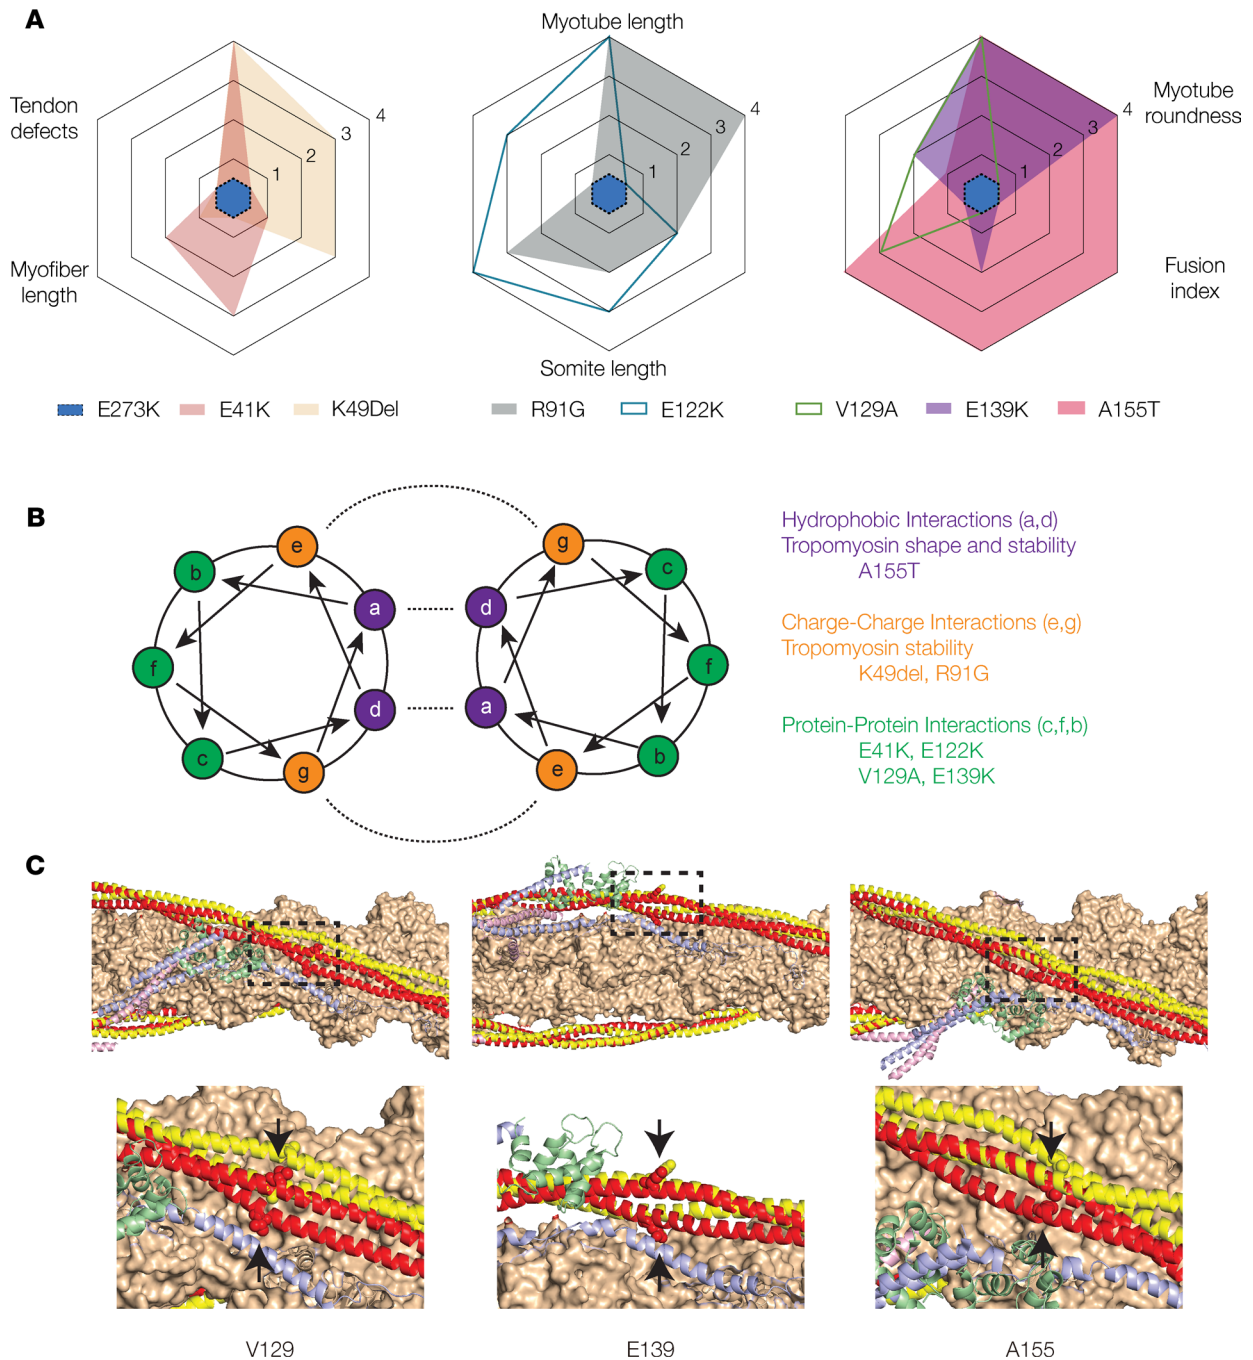 A
Myotube length
Tendon
defects
Myotube
roundness
Myofiber
length
Fusion
index
Somite length
1
2
3
4
1
2
3
4
1
2
3
4
E273K
E41K
K49Del
R91G
E122K
V129A
E139K
A155T
B
e
b
a
f
d
c
g
g
c
d
f
a
b
e
Hydrophobic Interactions (a,d)
Tropomyosin shape and stability
A155T
Charge-Charge Interactions (e,g)
Tropomyosin stability
K49del, R91G
Protein-Protein Interactions (c,f,b)
E41K, E122K
V129A, E139K
C
V129
E139
A155